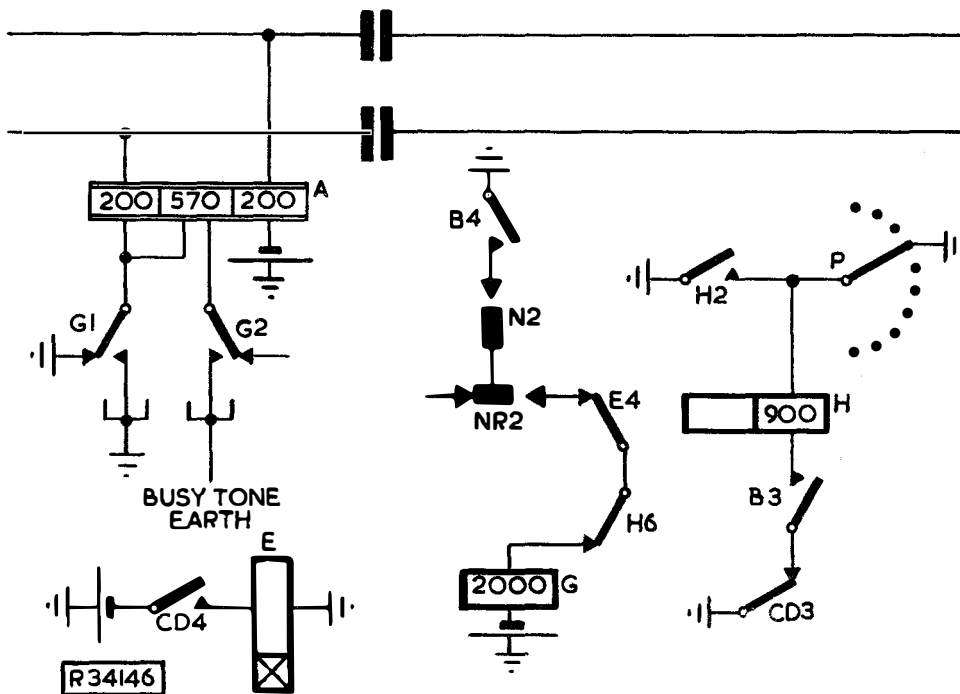 200 570 200 A
B4
P
H2
G1
G2
N2
E4
NR2
900 H
BUSY TONE
EARTH
B3
H6
E
2000 G
CD4
CD3
R34146